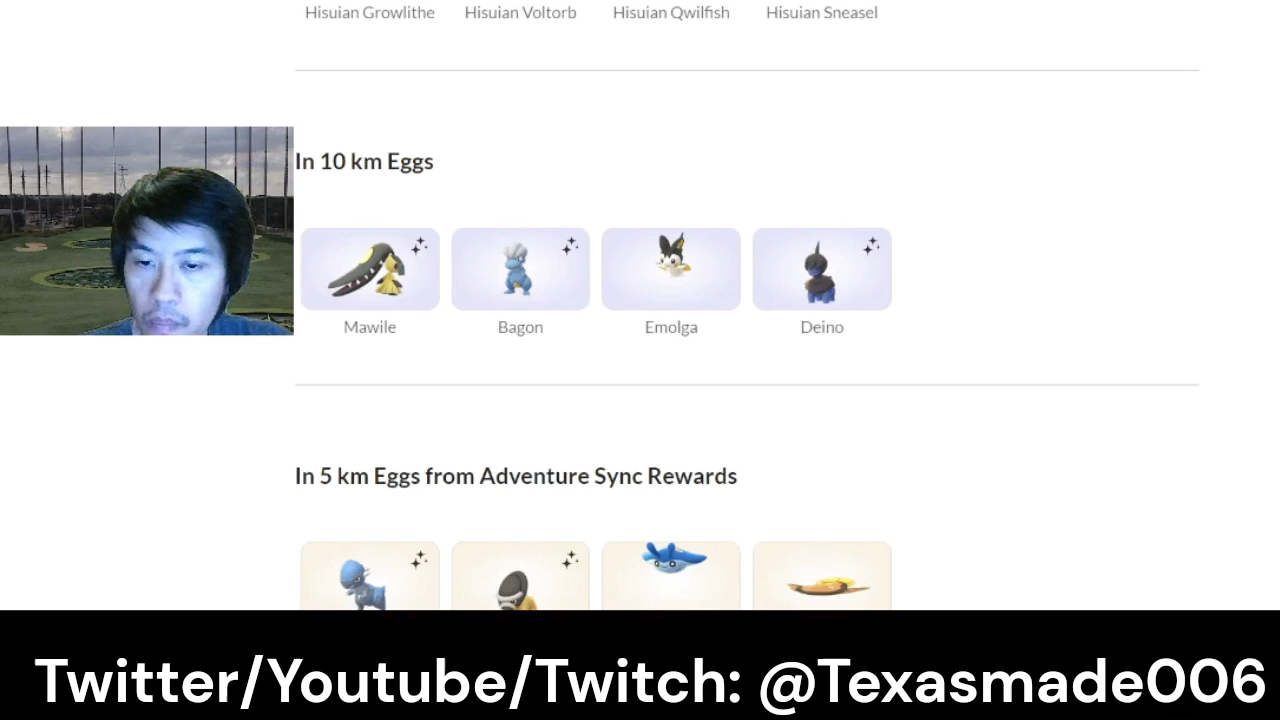 Hisuian Growlithe Hisuian Voltorb Hisuian Qwilfish Hisuian Sneasel
In 10 km Eggs
Mawile Bagon Emolga Deino
In 5 km Eggs from Adventure Sync Rewards
Twitter/Youtube/Twitch: @Texasmade006